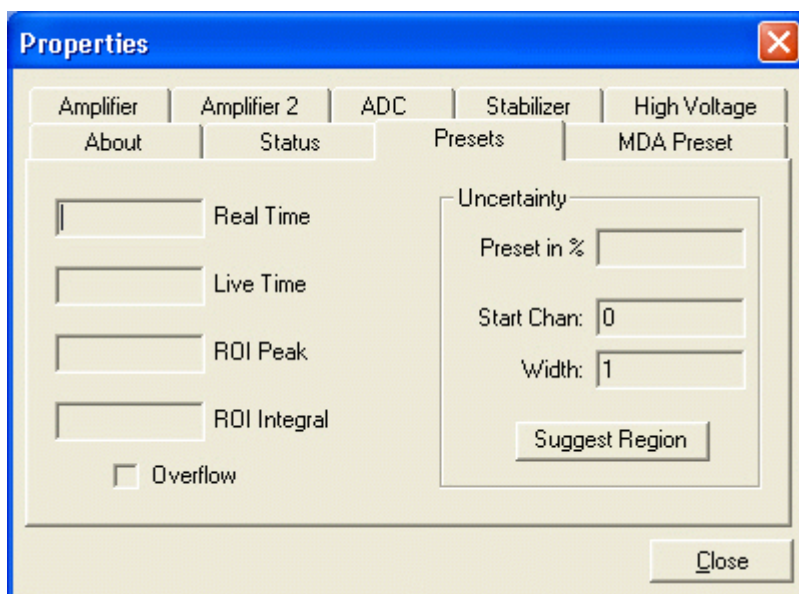 Properties
Amplifier
Amplifier 2
ADC
Stabilizer
High Voltage
About
Status
Presets
MDA Preset
Real Time
Live Time
ROI Peak
ROI Integral
Overflow
Uncertainty
Preset in %
Start Chan: 0
Width: 1
Suggest Region
Close